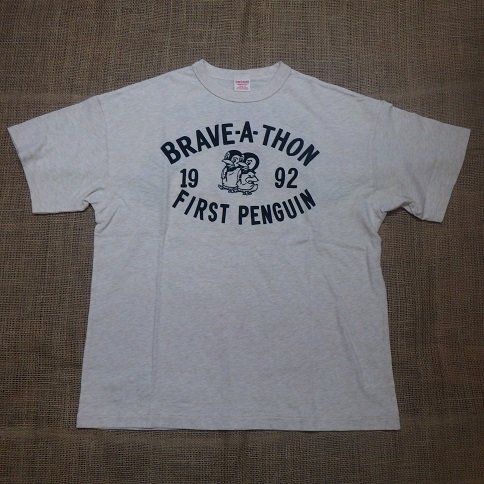 BRAVE-A-THON
19 92
FIRST PENGUIN